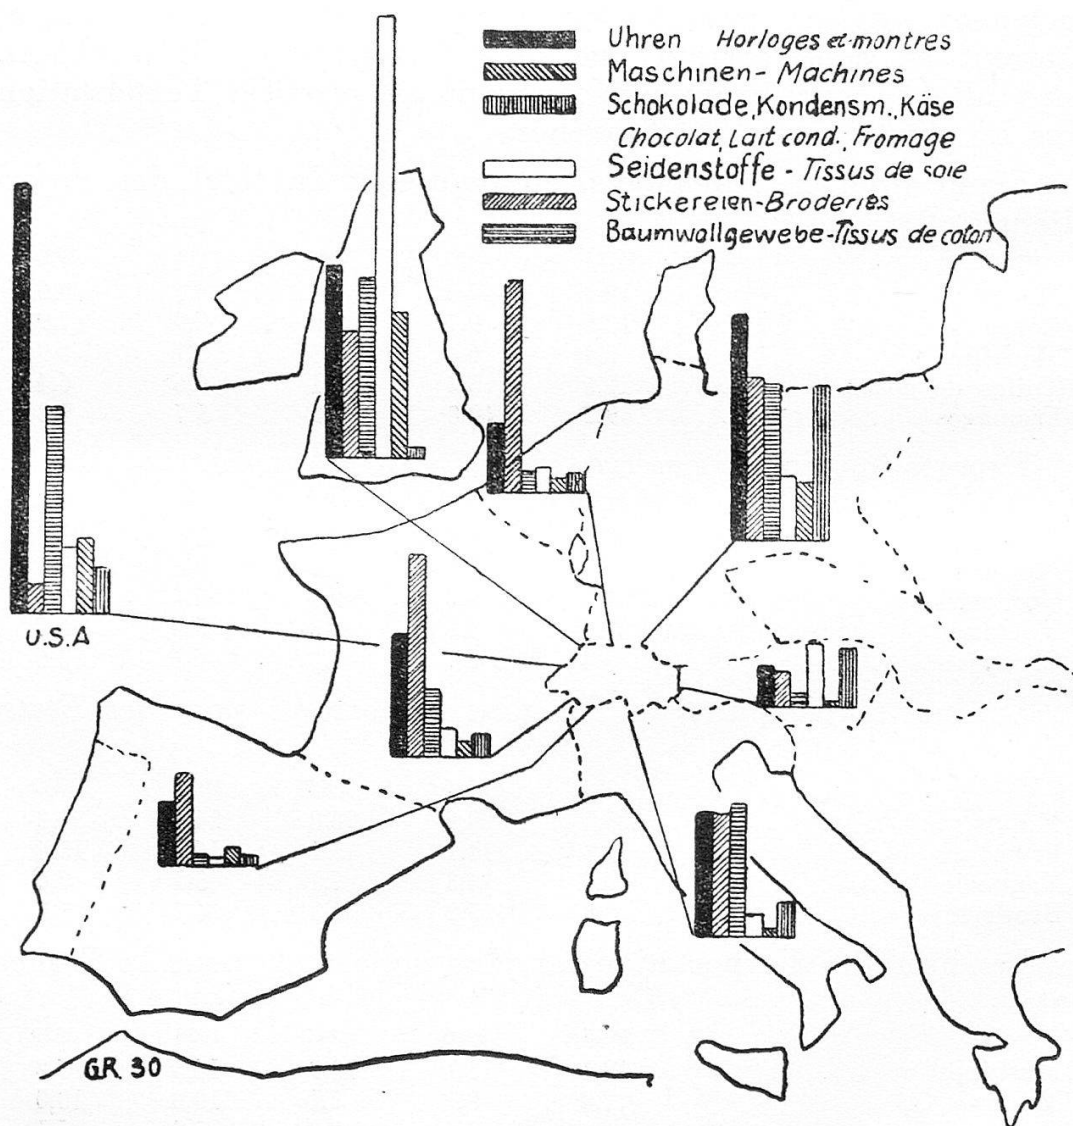 Uhren Horloges et montres
Maschinen - Machines
Schokolade, Kondensm., Käse
Chocolat, Lait cond., Fromage
Seidenstoffe - Tissus de soie
Stickereien - Broderies
Baumwollgewebe - Tissus de coton
U.S.A
GR. 30